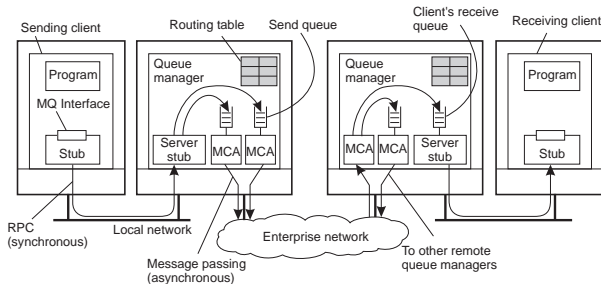 Sending client
Routing table
Send queue
Client's receive
queue
Receiving client
Program
Queue
manager
Queue
manager
Program
MQ Interface
Stub
Server
stub
MCA
MCA
MCA
MCA
Server
stub
Stub
RPC
(synchronous)
Local network
Enterprise network
Message passing
(asynchronous)
To other remote
queue managers